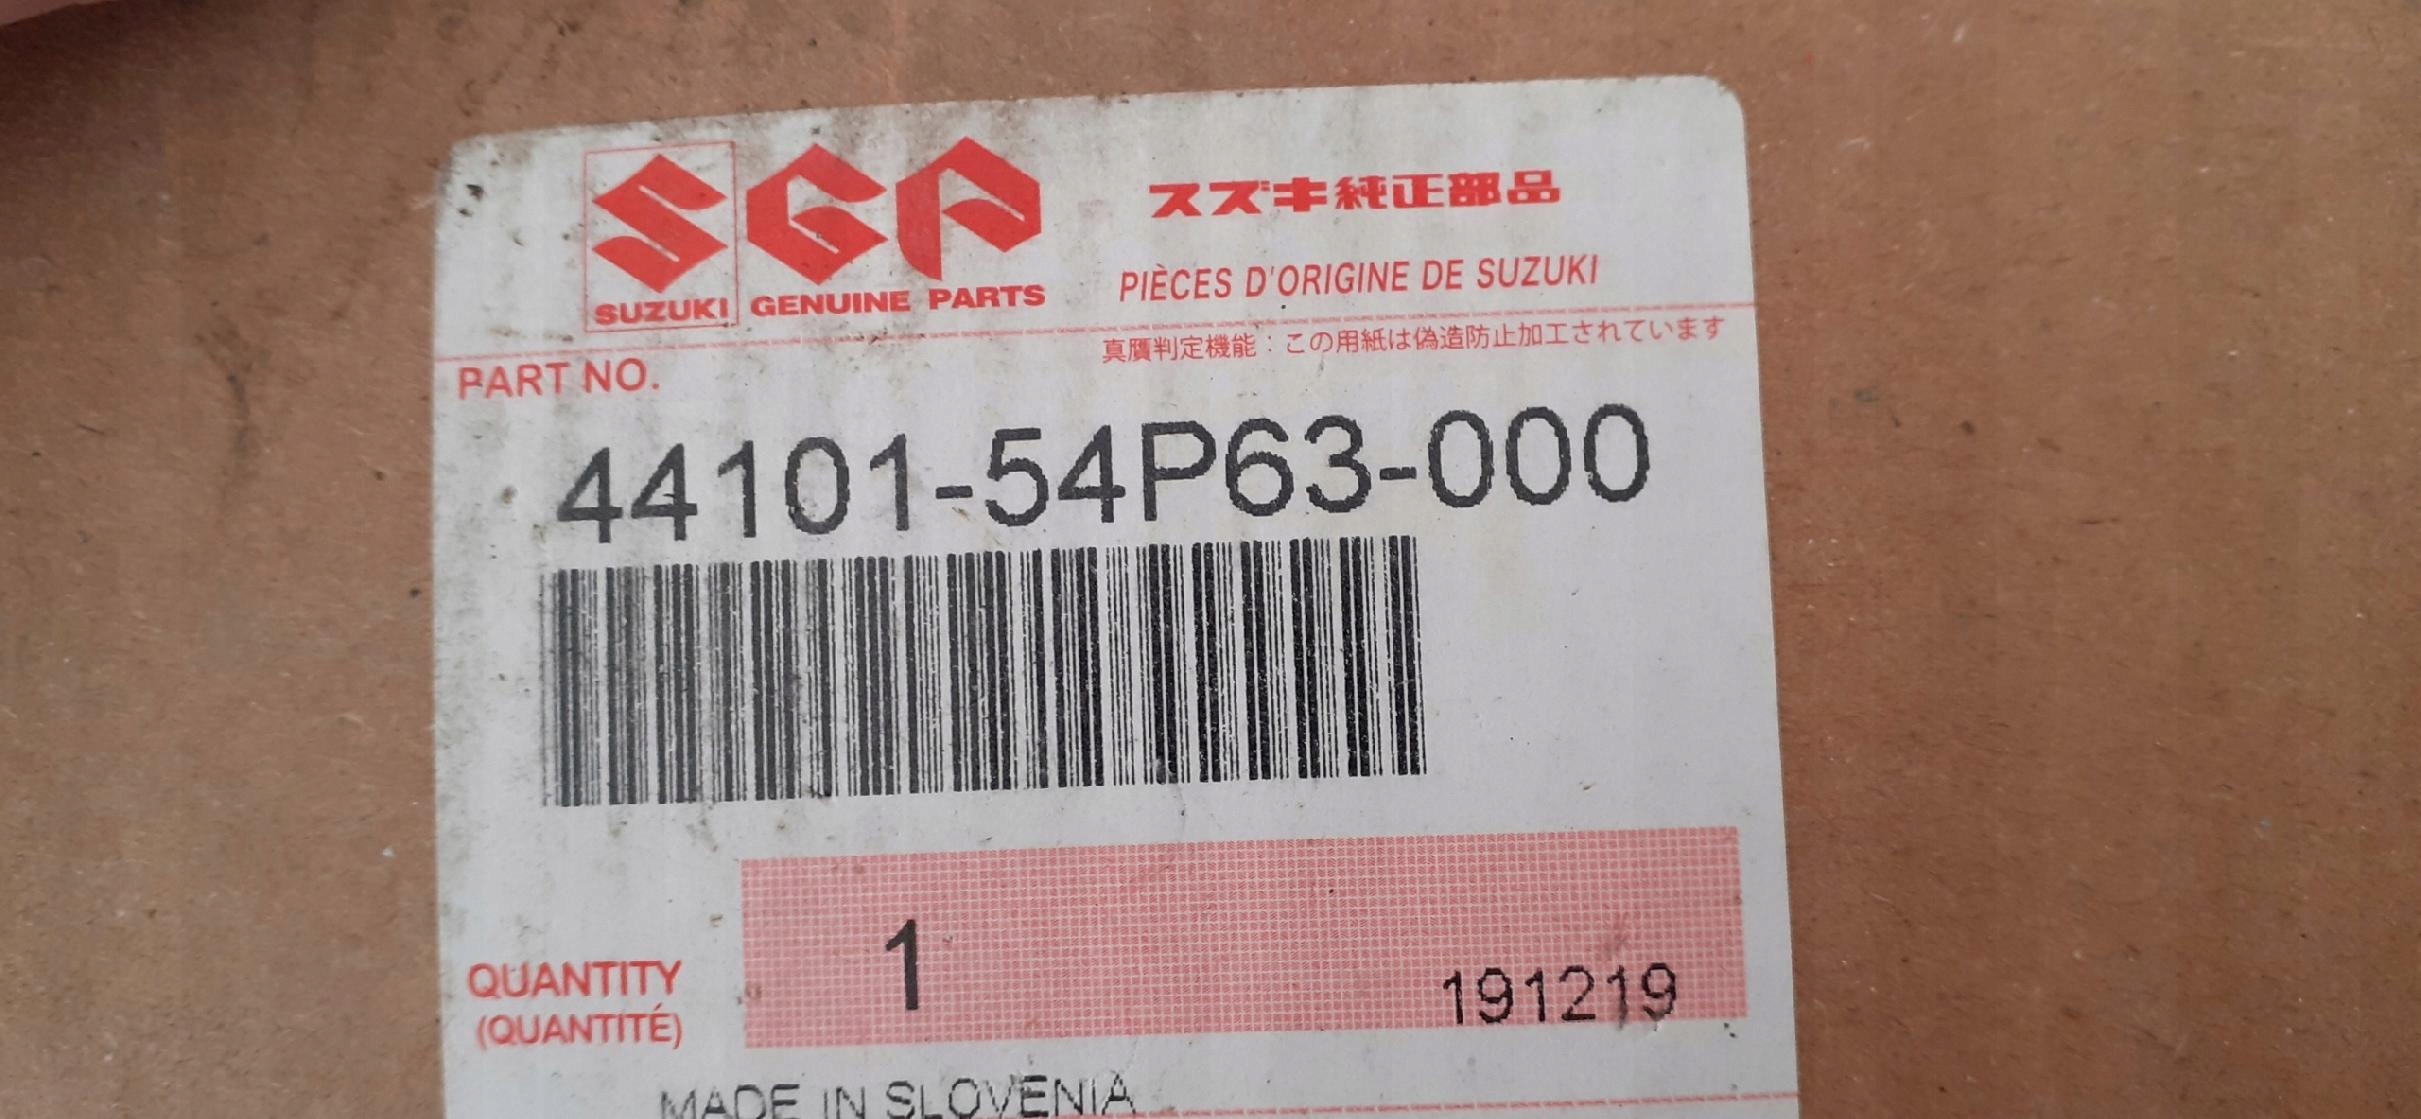 SGP
スズキ純正部品
SUZUKI GENUINE PARTS
PIÈCES D'ORIGINE DE SUZUKI
真贋判定機能：この用紙は偽造防止加工されています
PART NO.
44101-54P63-000
1
QUANTITY
(QUANTITÉ)
191219
MADE IN SLOVENIA